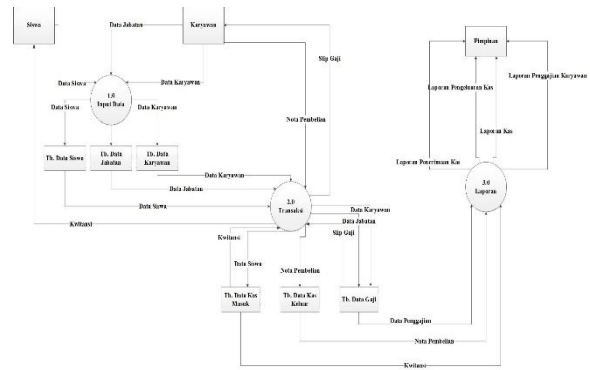 Siswa
Data Jabatan
Karyawan
Pimpinan
Slip Gaji
Laporan Penggajian Karyawan
Data Siswa
Data Karyawan
Laporan Pengeluaran Kas
1.0
Input Data
Data Siswa
Data Karyawan
Nota Pembelian
Laporan Kas
Tb. Data Siswa
Tb. Data
Jabatan
Tb. Data
Karyawan
Laporan Penerimaan Kas
Data Karyawan
Data Jabatan
2.0
Transaksi
3.0
Laporan
Data Siswa
Data Karyawan
Kwitansi
Data Jabatan
Kwitansi
Slip Gaji
Data Siswa
Nota Pembelian
Tb. Data Kas
Masuk
Tb. Data Kas
Keluar
Tb. Data Gaji
Data Penggajian
Nota Pembelian
Kwitansi